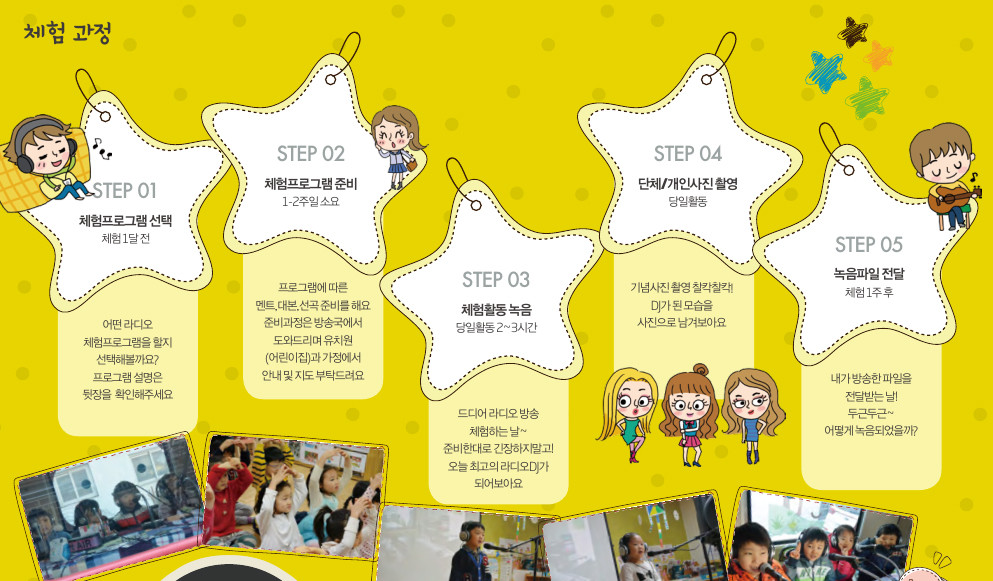 체험 과정
STEP 01
체험프로그램 선택
체험 1달 전
어떤 라디오
체험프로그램을 할지
선택해볼까요?
프로그램 설명은
뒷장을 확인해주세요
STEP 02
체험프로그램 준비
1-2주일 소요
프로그램에 따른
멘트,대본,선곡 준비를 해요
준비과정은 방송국에서
도와드리며 유치원
(어린이집)과 가정에서
안내 및 지도 부탁드려요
STEP 03
체험활동 녹음
당일활동 2~3시간
드디어 라디오 방송
체험하는 날~
준비한대로 긴장하지말고!
오늘 최고의 라디오DJ가
되어보아요
STEP 04
단체/개인사진 촬영
당일활동
기념사진 촬영 찰칵찰칵!
DJ가 된 모습을
사진으로 남겨보아요
STEP 05
녹음파일 전달
체험 1주 후
내가 방송한 파일을
전달받는 날!
두근두근~
어떻게 녹음되었을까?